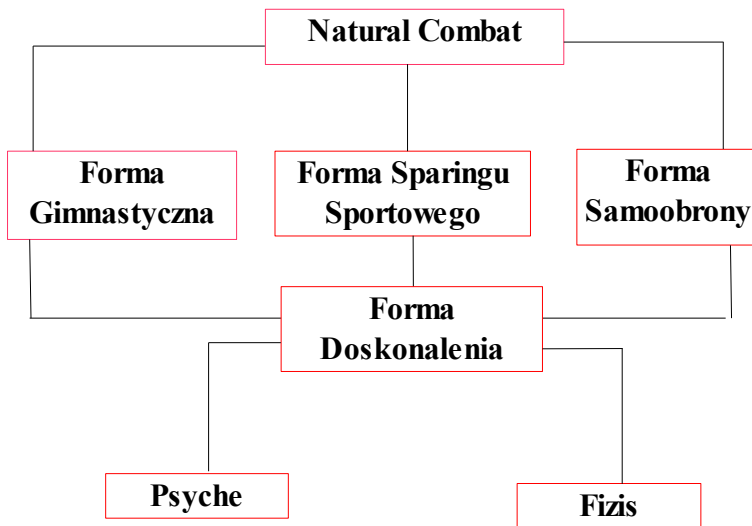 Natural Combat
Forma
Gimnastyczna
Forma Sparingu
Sportowego
Forma
Samoobrony
Forma
Doskonalenia
Psyche
Fizis